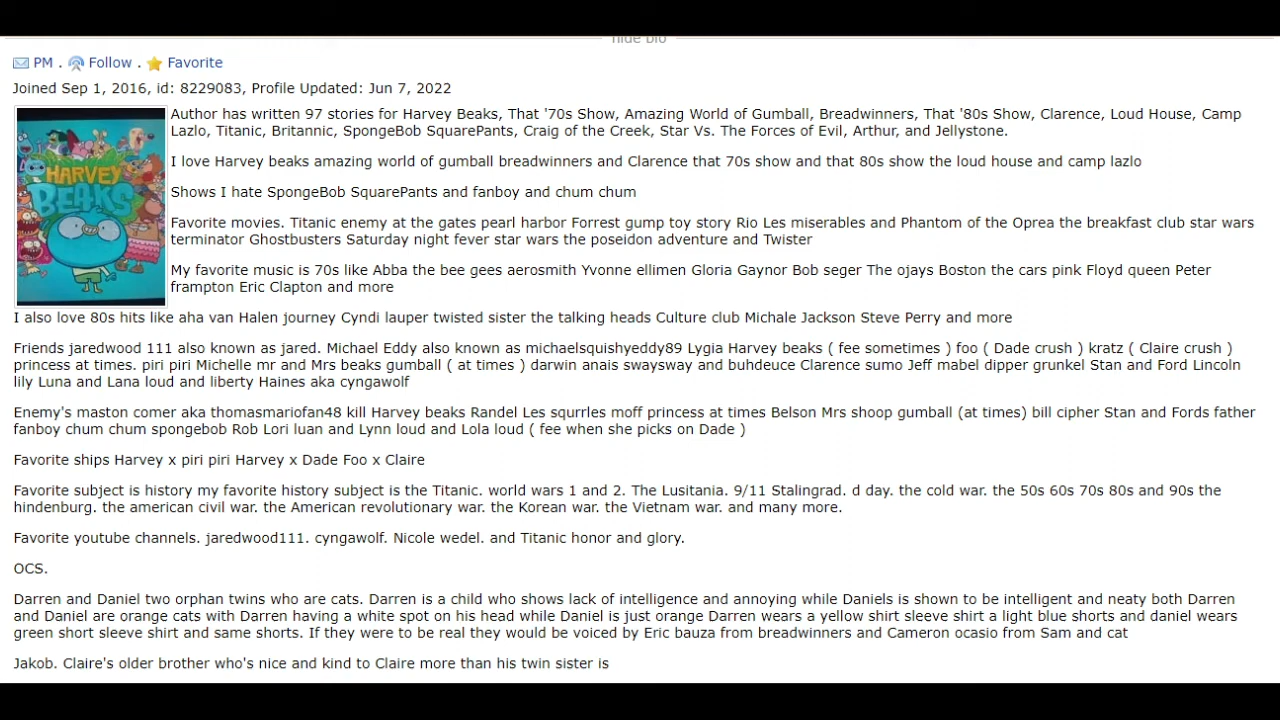 hide bio
PM . Follow . Favorite
Joined Sep 1, 2016, id: 8229083, Profile Updated: Jun 7, 2022
HARVEY
BEAKS
Author has written 97 stories for Harvey Beaks, That '70s Show, Amazing World of Gumball, Breadwinners, That '80s Show, Clarence, Loud House, Camp
Lazlo, Titanic, Britannic, SpongeBob SquarePants, Craig of the Creek, Star Vs. The Forces of Evil, Arthur, and Jellystone.
I love Harvey beaks amazing world of gumball breadwinners and Clarence that 70s show and that 80s show the loud house and camp lazlo
Shows I hate SpongeBob SquarePants and fanboy and chum chum
Favorite movies. Titanic enemy at the gates pearl harbor Forrest gump toy story Rio Les miserables and Phantom of the Oprea the breakfast club star wars
terminator Ghostbusters Saturday night fever star wars the poseidon adventure and Twister
My favorite music is 70s like Abba the bee gees aerosmith Yvonne ellimen Gloria Gaynor Bob seger The ojays Boston the cars pink Floyd queen Peter
frampton Eric Clapton and more
I also love 80s hits like aha van Halen journey Cyndi lauper twisted sister the talking heads Culture club Michale Jackson Steve Perry and more
Friends jaredwood 111 also known as jared. Michael Eddy also known as michaelsquishyeddy89 Lygia Harvey beaks ( fee sometimes ) foo ( Dade crush ) kratz ( Claire crush )
princess at times. piri piri Michelle mr and Mrs beaks gumball ( at times ) darwin anais swaysway and buhdeuce Clarence sumo Jeff mabel dipper grunkel Stan and Ford Lincoln
lily Luna and Lana loud and liberty Haines aka cyngawolf
Enemy's maston comer aka thomasmariofan48 kill Harvey beaks Randel Les squrrles moff princess at times Belson Mrs shoop gumball (at times) bill cipher Stan and Fords father
fanboy chum chum spongebob Rob Lori luan and Lynn loud and Lola loud ( fee when she picks on Dade )
Favorite ships Harvey x piri piri Harvey x Dade Foo x Claire
Favorite subject is history my favorite history subject is the Titanic. world wars 1 and 2. The Lusitania. 9/11 Stalingrad. d day. the cold war. the 50s 60s 70s 80s and 90s the
hindenburg. the american civil war. the American revolutionary war. the Korean war. the Vietnam war. and many more.
Favorite youtube channels. jaredwood111. cyngawolf. Nicole wedel. and Titanic honor and glory.
OCS.
Darren and Daniel two orphan twins who are cats. Darren is a child who shows lack of intelligence and annoying while Daniels is shown to be intelligent and neaty both Darren
and Daniel are orange cats with Darren having a white spot on his head while Daniel is just orange Darren wears a yellow shirt sleeve shirt a light blue shorts and daniel wears
green short sleeve shirt and same shorts. If they were to be real they would be voiced by Eric bauza from breadwinners and Cameron ocasio from Sam and cat
Jakob. Claire's older brother who's nice and kind to Claire more than his twin sister is